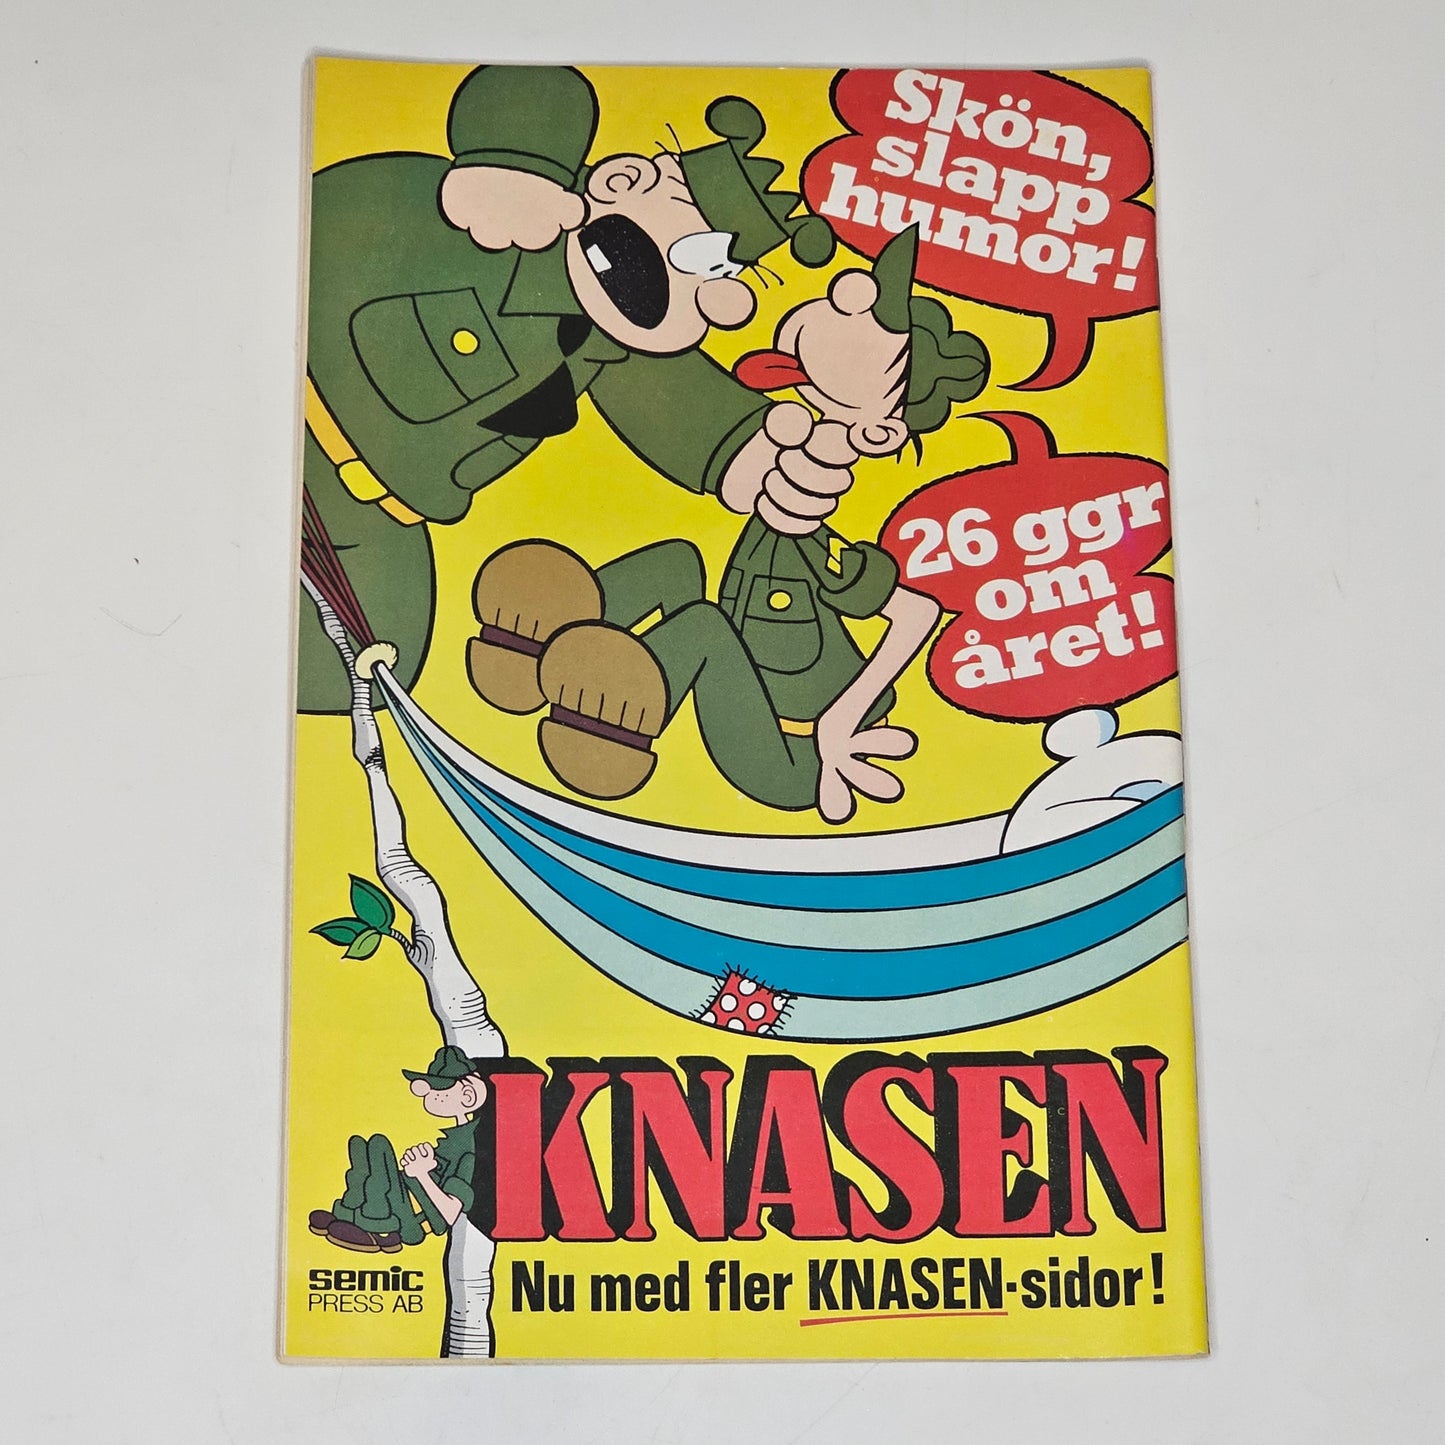 Skön,
slapp
humor!
26 ggr
om
året!
KNASEN
Nu med fler KNASEN-sidor!
semic
PRESS AB